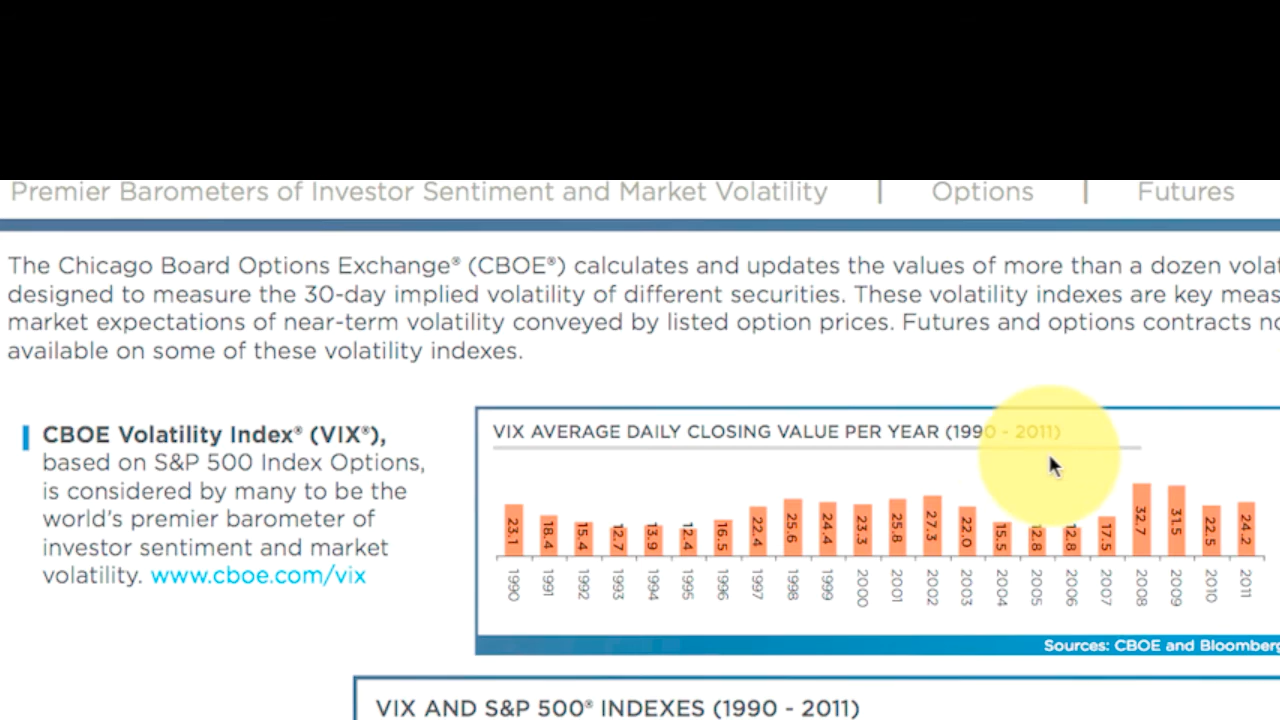 Premier Barometers of Investor Sentiment and Market Volatility | Options | Futures
The Chicago Board Options Exchange® (CBOE®) calculates and updates the values of more than a dozen
designed to measure the 30-day implied volatility of different securities. These volatility indexes are key
market expectations of near-term volatility conveyed by listed option prices. Futures and options contracts
available on some of these volatility indexes.
CBOE Volatility Index® (VIX®),
based on S&P 500 Index Options,
is considered by many to be the
world's premier barometer of
investor sentiment and market
volatility. www.cboe.com/vix
VIX AVERAGE DAILY CLOSING VALUE PER YEAR (1990 - 2011)
23.1 18.4 15.4 12.7 13.9 12.4 16.5 22.4 25.6 24.4 23.3 25.8 27.3 22.0 15.5 12.8 12.8 17.5 32.7 31.5 22.5 24.2
1990 1991 1992 1993 1994 1995 1996 1997 1998 1999 2000 2001 2002 2003 2004 2005 2006 2007 2008 2009 2010 2011
Sources: CBOE and Bloomberg
VIX AND S&P 500® INDEXES (1990 - 2011)